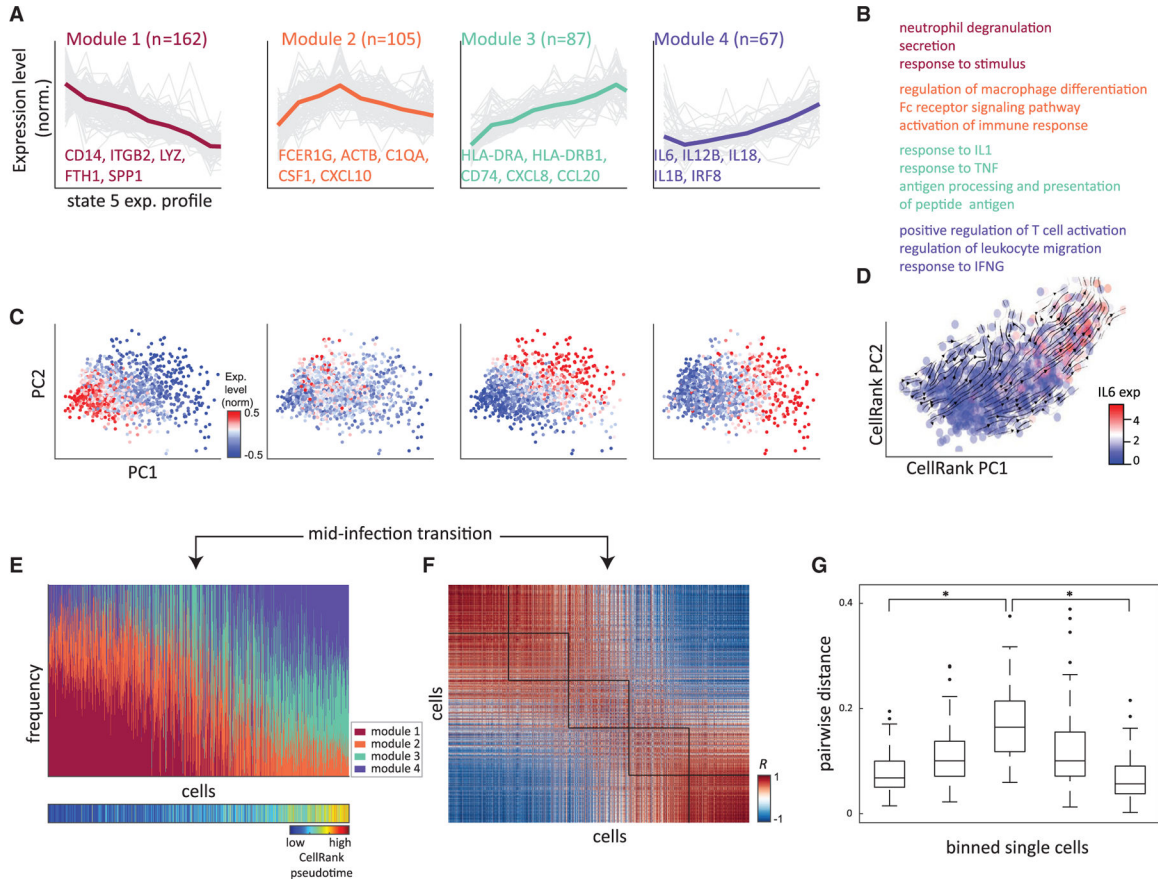 A
Expression level
(norm.)
Module 1 (n=162)
CD14, ITGB2, LYZ,
FTH1, SPP1
state 5 exp. profile
Module 2 (n=105)
FCER1G, ACTB, C1QA,
CSF1, CXCL10
Module 3 (n=87)
HLA-DRA, HLA-DRB1,
CD74, CXCL8, CCL20
Module 4 (n=67)
IL6, IL12B, IL18,
IL1B, IRF8
B
neutrophil degranulation
secretion
response to stimulus
regulation of macrophage differentiation
Fc receptor signaling pathway
activation of immune response
response to IL1
response to TNF
antigen processing and presentation
of peptide antigen
positive regulation of T cell activation
regulation of leukocyte migration
response to IFNG
C
PC2
PC1
Exp.
level
(norm)
0.5
-0.5
D
CellRank PC2
CellRank PC1
IL6 exp
4
2
0
mid-infection transition
E
frequency
cells
module 1
module 2
module 3
module 4
low
high
CellRank
pseudotime
F
cells
cells
R
1
-1
G
pairwise distance
0.4
0.2
0
*
*
binned single cells